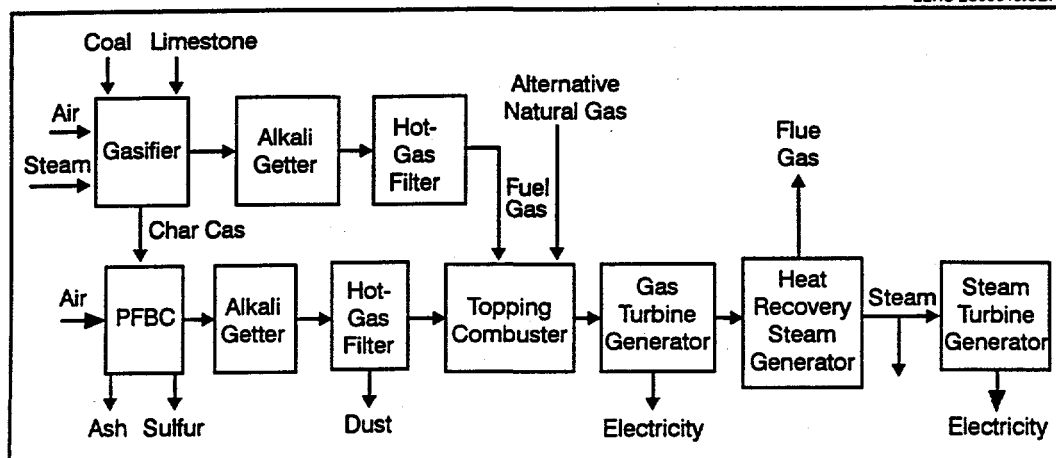 Coal Limestone
Air
Steam
Gasifier
Alkali
Getter
Hot-
Gas
Filter
Alternative
Natural Gas
Fuel
Gas
Flue
Gas
Char Cas
Air
PFBC
Alkali
Getter
Hot-
Gas
Filter
Topping
Combuster
Gas
Turbine
Generator
Heat
Recovery
Steam
Generator
Steam
Steam
Turbine
Generator
Ash Sulfur
Dust
Electricity
Electricity